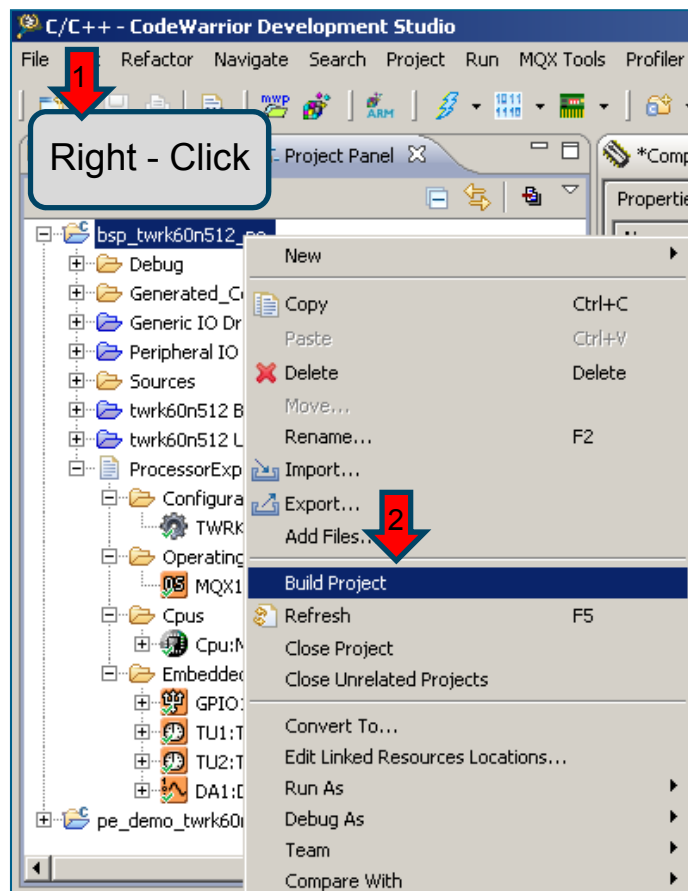 C/C++ - CodeWarrior Development Studio
File Refactor Navigate Search Project Run MQX Tools Profiler
1
Right - Click
Project Panel
*Comp
Propertie
bsp_twrk60n512_pe
Debug
Generated_C
Generic IO Dr
Peripheral IO
Sources
twrk60n512 B
twrk60n512 U
ProcessorExp
Configura
TWRK
Operating
MQX1
Cpus
Cpu:M
Embedded
GPIO1
TU1:T
TU2:T
DA1:D
pe_demo_twrk60n
New
Copy Ctrl+C
Paste Ctrl+V
Delete Delete
Move...
Rename... F2
Import...
Export...
2
Add Files..
Build Project
Refresh F5
Close Project
Close Unrelated Projects
Convert To...
Edit Linked Resources Locations...
Run As
Debug As
Team
Compare With